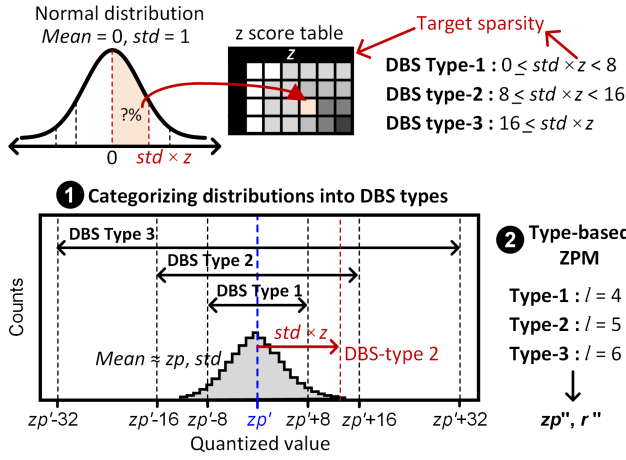 Normal distribution
Mean = 0, std = 1
?%
0
std × z
z score table
z
Target sparsity
DBS Type-1 : 0 ≤ std × z < 8
DBS type-2 : 8 ≤ std × z < 16
DBS type-3 : 16 ≤ std × z
1 Categorizing distributions into DBS types
Counts
DBS Type 3
DBS Type 2
DBS Type 1
std × z
Mean ≈ zp, std
DBS-type 2
zp'-32
zp'-16
zp'-8
zp'
zp'+8
zp'+16
zp'+32
Quantized value
2 Type-based
ZPM
Type-1 : l = 4
Type-2 : l = 5
Type-3 : l = 6
zp", r"